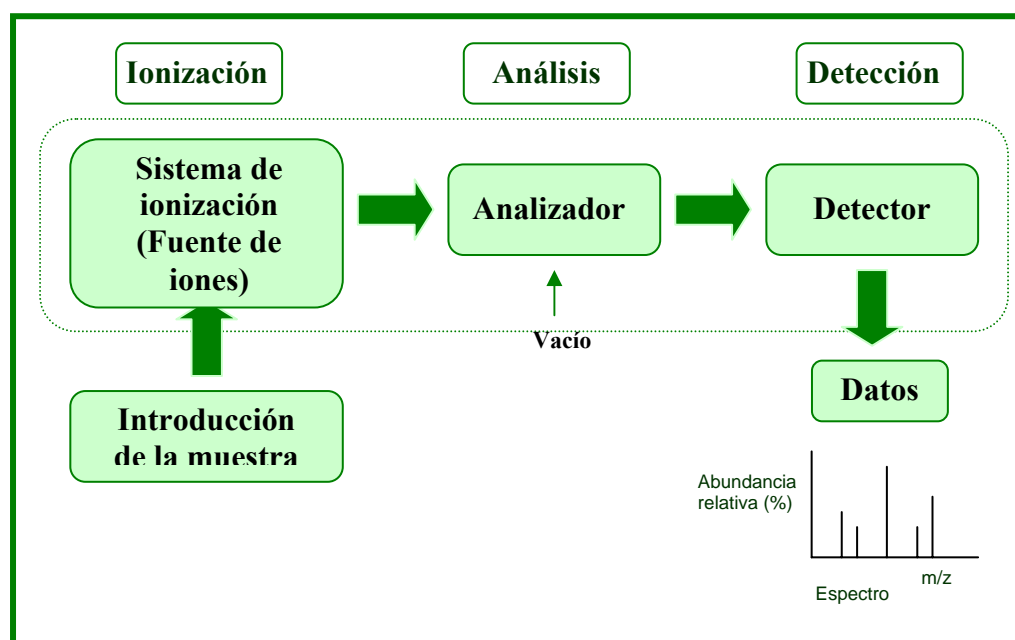 Ionización
Análisis
Detección
Sistema de
ionización
(Fuente de
iones)
Analizador
Detector
Vacío
Introducción
de la muestra
Datos
Abundancia
relativa (%)
m/z
Espectro